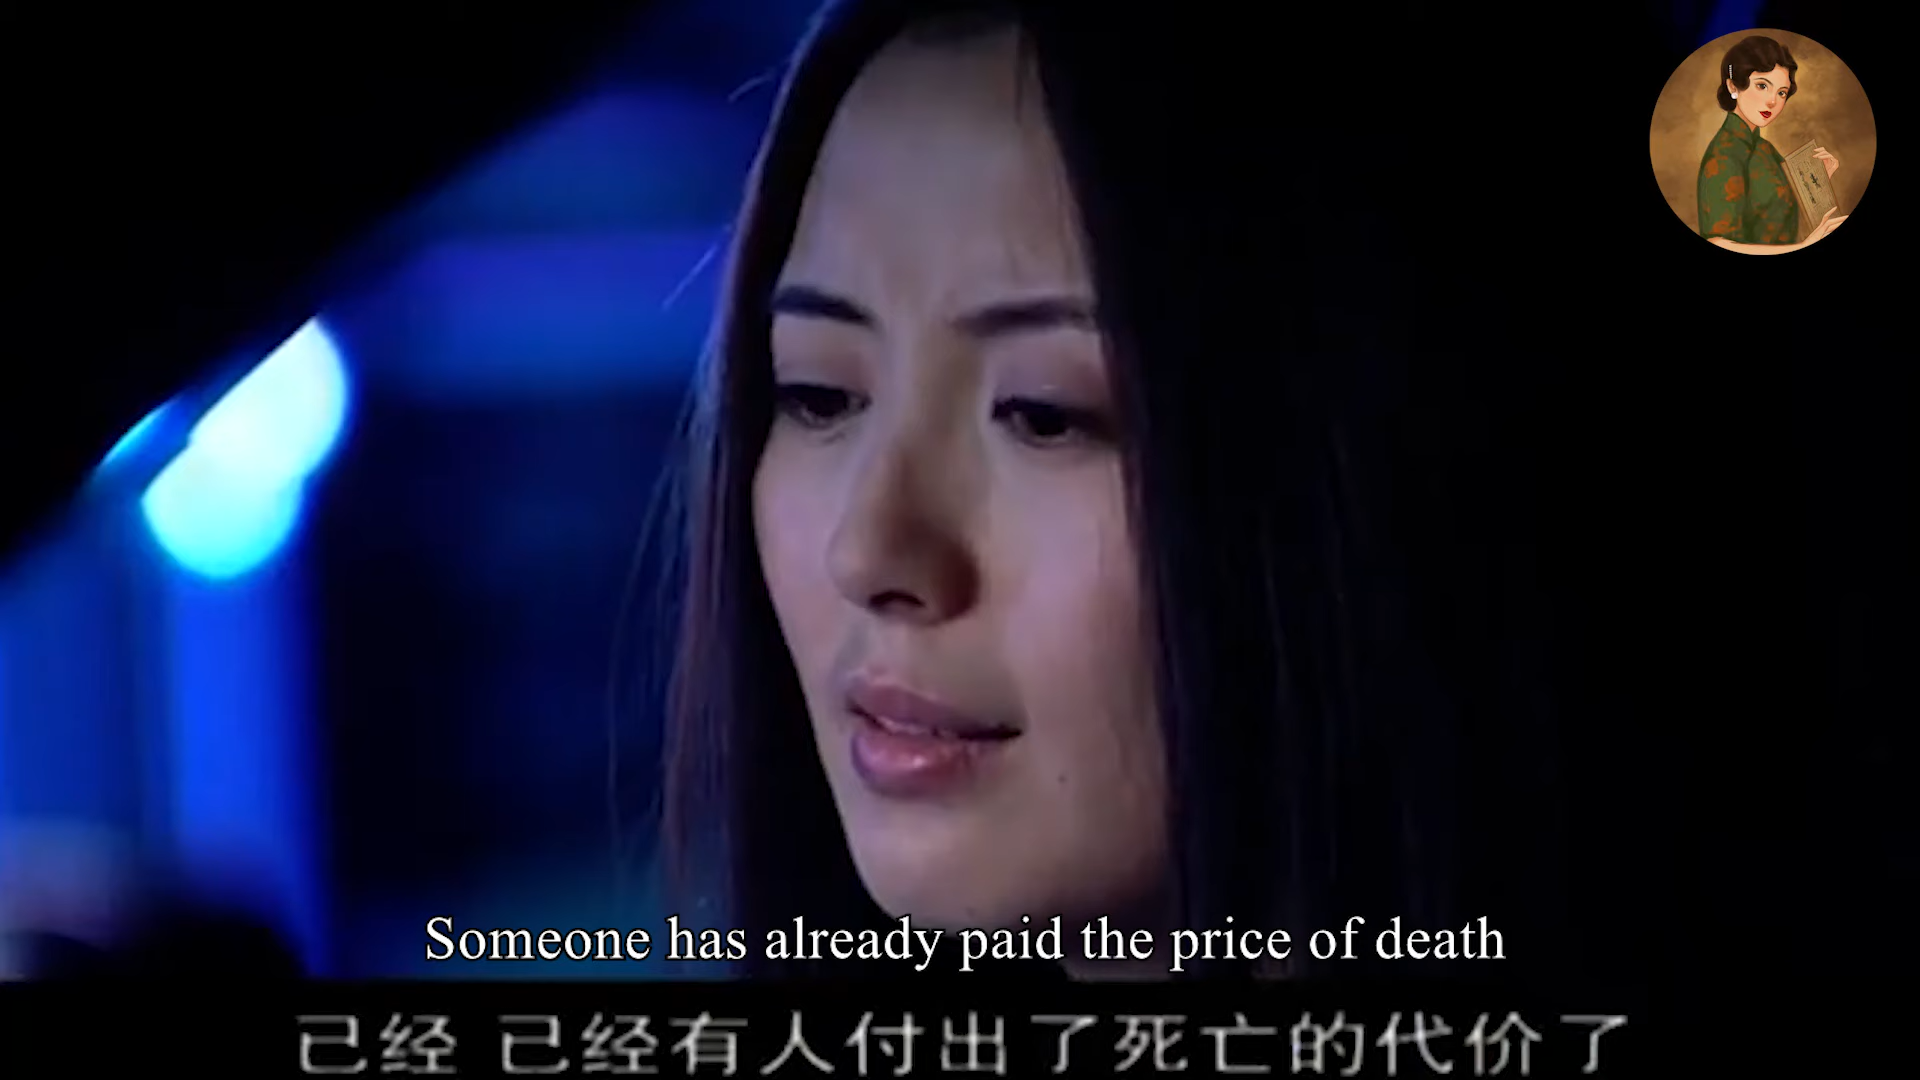 Someone has already paid the price of death
已经 已经有人付出了死亡的代价了